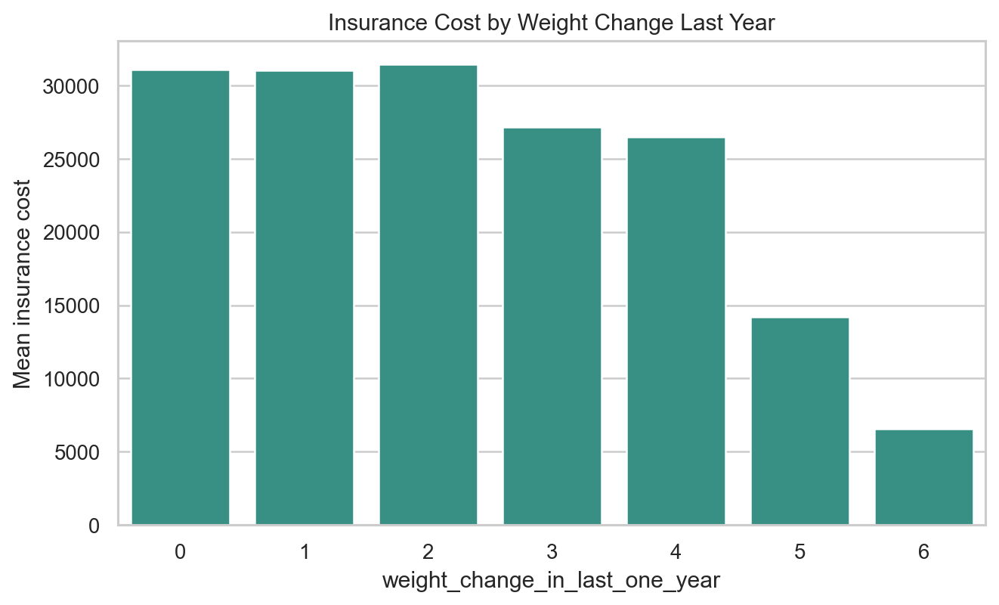 Insurance Cost by Weight Change Last Year
Mean insurance cost
30000
25000
20000
15000
10000
5000
0
0 1 2 3 4 5 6
weight_change_in_last_one_year